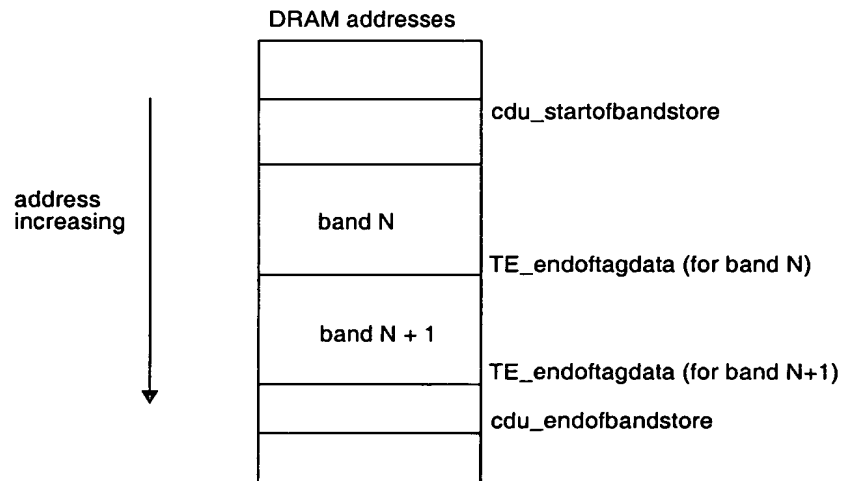 DRAM addresses
cdu_startofbandstore
address
increasing
band N
TE_endoftagdata (for band N)
band N + 1
TE_endoftagdata (for band N+1)
cdu_endofbandstore